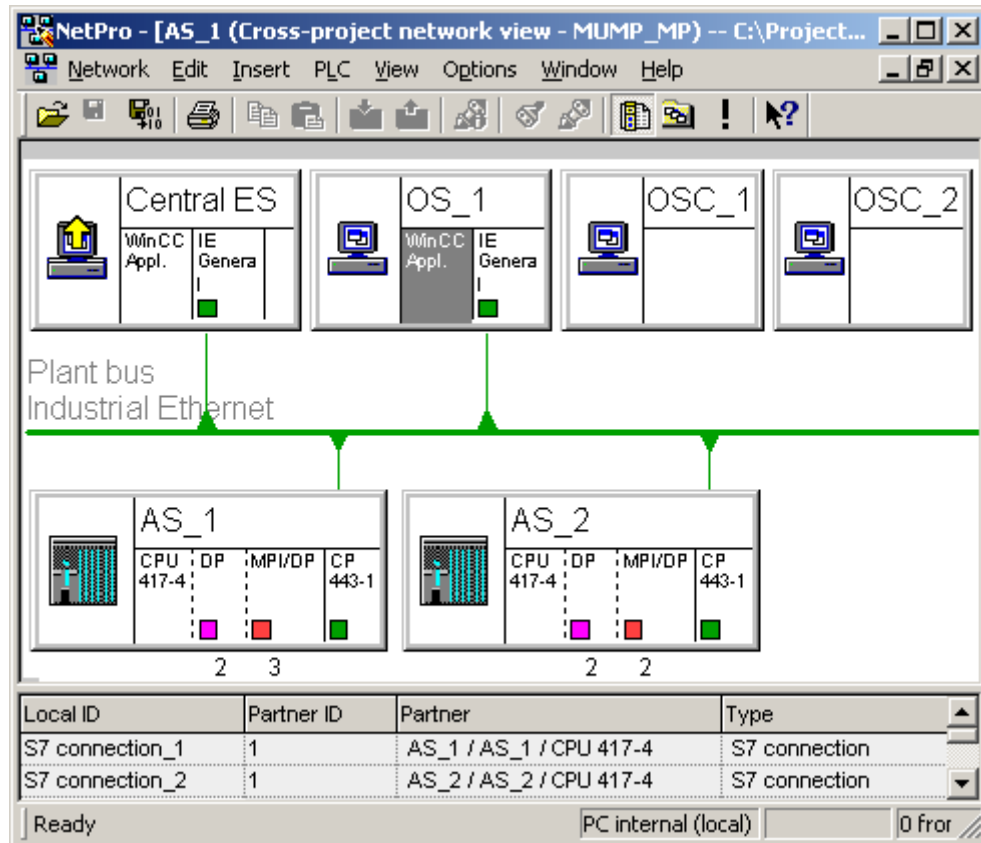 NetPro - [AS_1 (Cross-project network view - MUMP_MP) -- C:\Project...
Network Edit Insert PLC View Options Window Help
Central ES
WinCC Appl.
IE Genera l
OS_1
WinCC Appl.
IE Genera l
OSC_1
OSC_2
Plant bus
Industrial Ethernet
AS_1
CPU 417-4
DP
MPI/DP
CP 443-1
2 3
AS_2
CPU 417-4
DP
MPI/DP
CP 443-1
2 2
Local ID Partner ID Partner Type
S7 connection_1 1 AS_1 / AS_1 / CPU 417-4 S7 connection
S7 connection_2 1 AS_2 / AS_2 / CPU 417-4 S7 connection
Ready PC internal (local) 0 fror